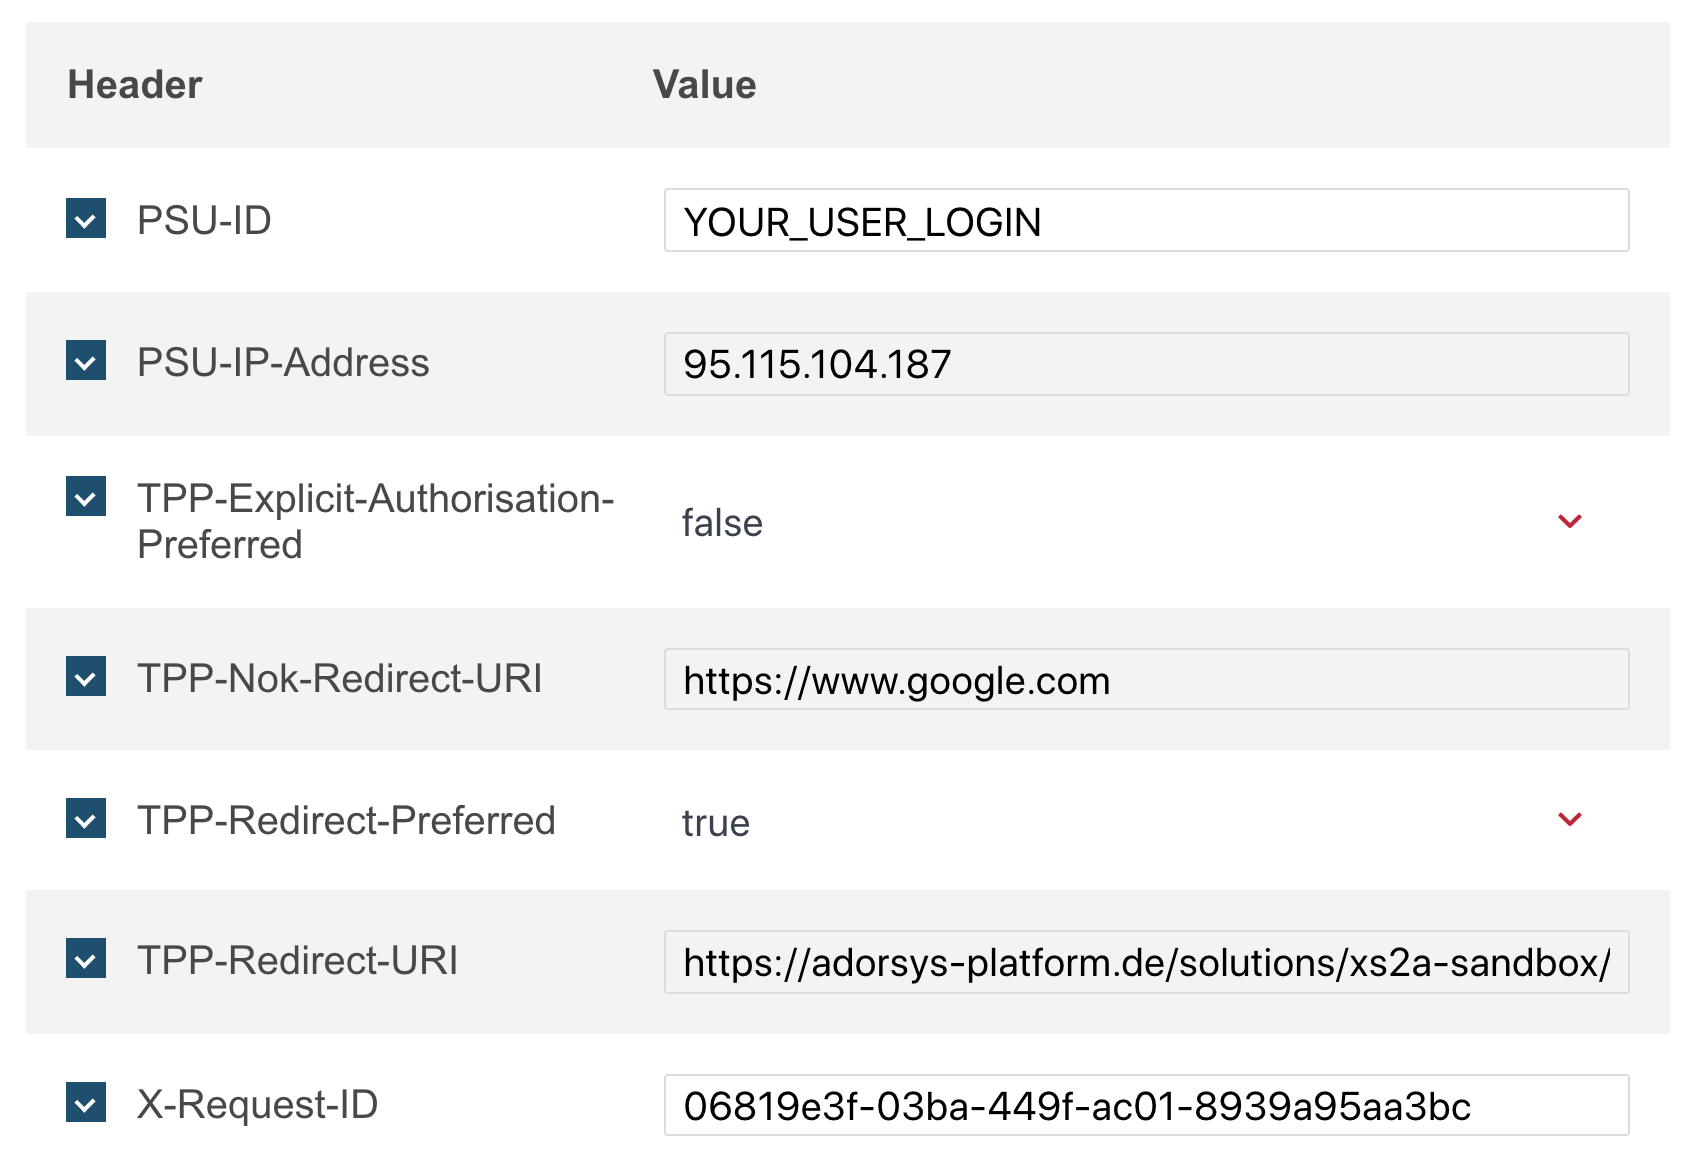 Header Value
PSU-ID YOUR_USER_LOGIN
PSU-IP-Address 95.115.104.187
TPP-Explicit-Authorisation-
Preferred false
TPP-Nok-Redirect-URI https://www.google.com
TPP-Redirect-Preferred true
TPP-Redirect-URI https://adorsys-platform.de/solutions/xs2a-sandbox/
X-Request-ID 06819e3f-03ba-449f-ac01-8939a95aa3bc